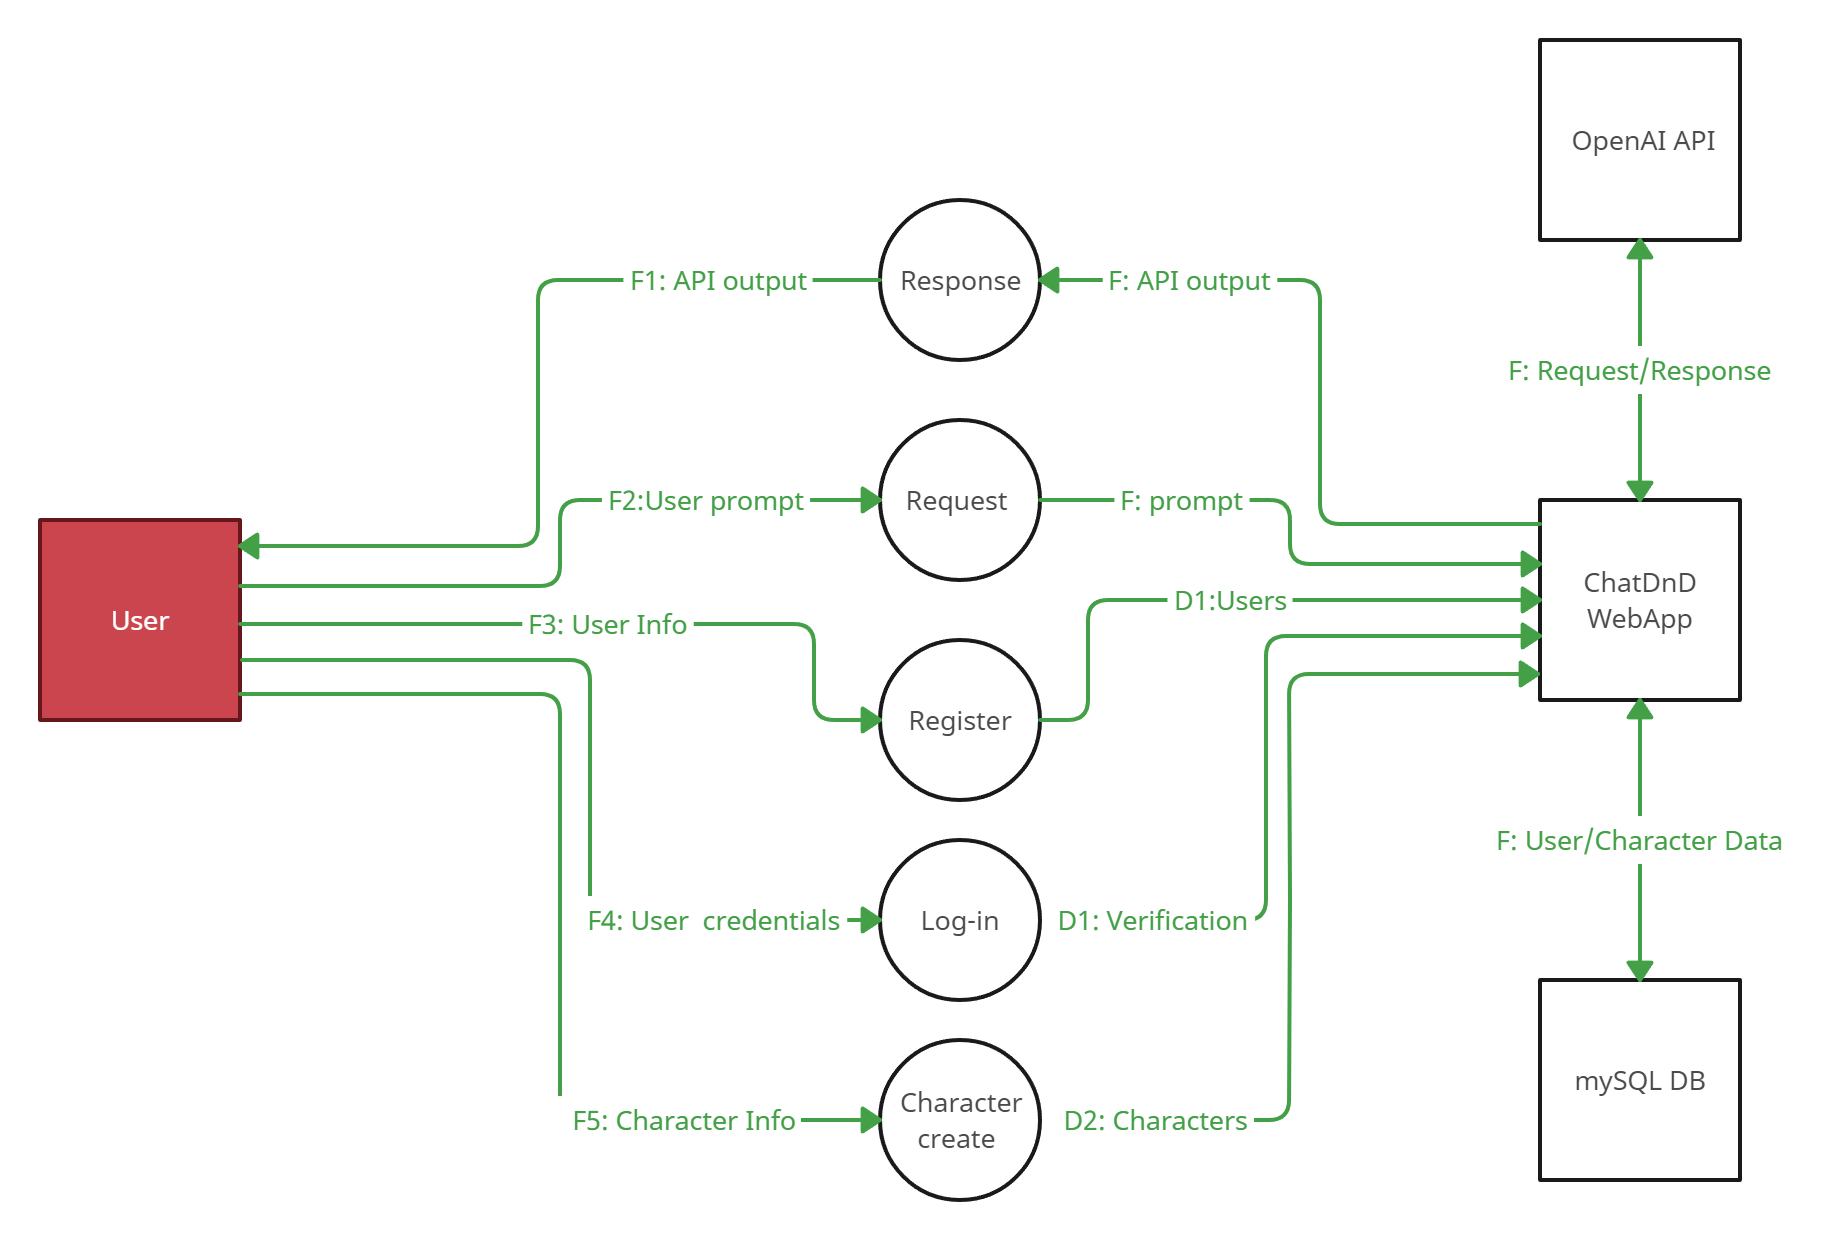 OpenAI API
F1: API output
Response
F: API output
F: Request/Response
F2:User prompt
Request
F: prompt
ChatDnD
WebApp
D1:Users
User
F3: User Info
Register
F: User/Character Data
F4: User  credentials
Log-in
D1: Verification
mySQL DB
F5: Character Info
Character
create
D2: Characters